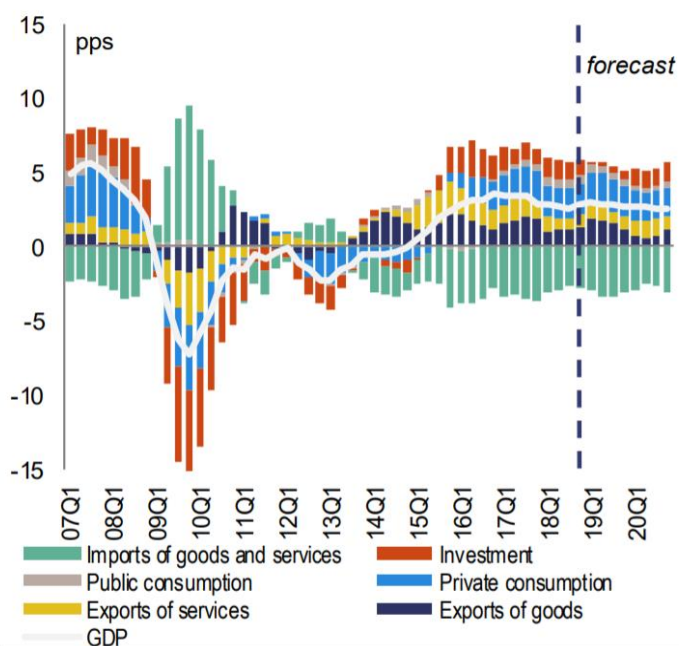 15
pps
forecast
10
5
0
-5
-10
-15
07Q1
08Q1
09Q1
10Q1
11Q1
12Q1
13Q1
14Q1
15Q1
16Q1
17Q1
18Q1
19Q1
20Q1
Imports of goods and services
Investment
Public consumption
Private consumption
Exports of services
Exports of goods
GDP